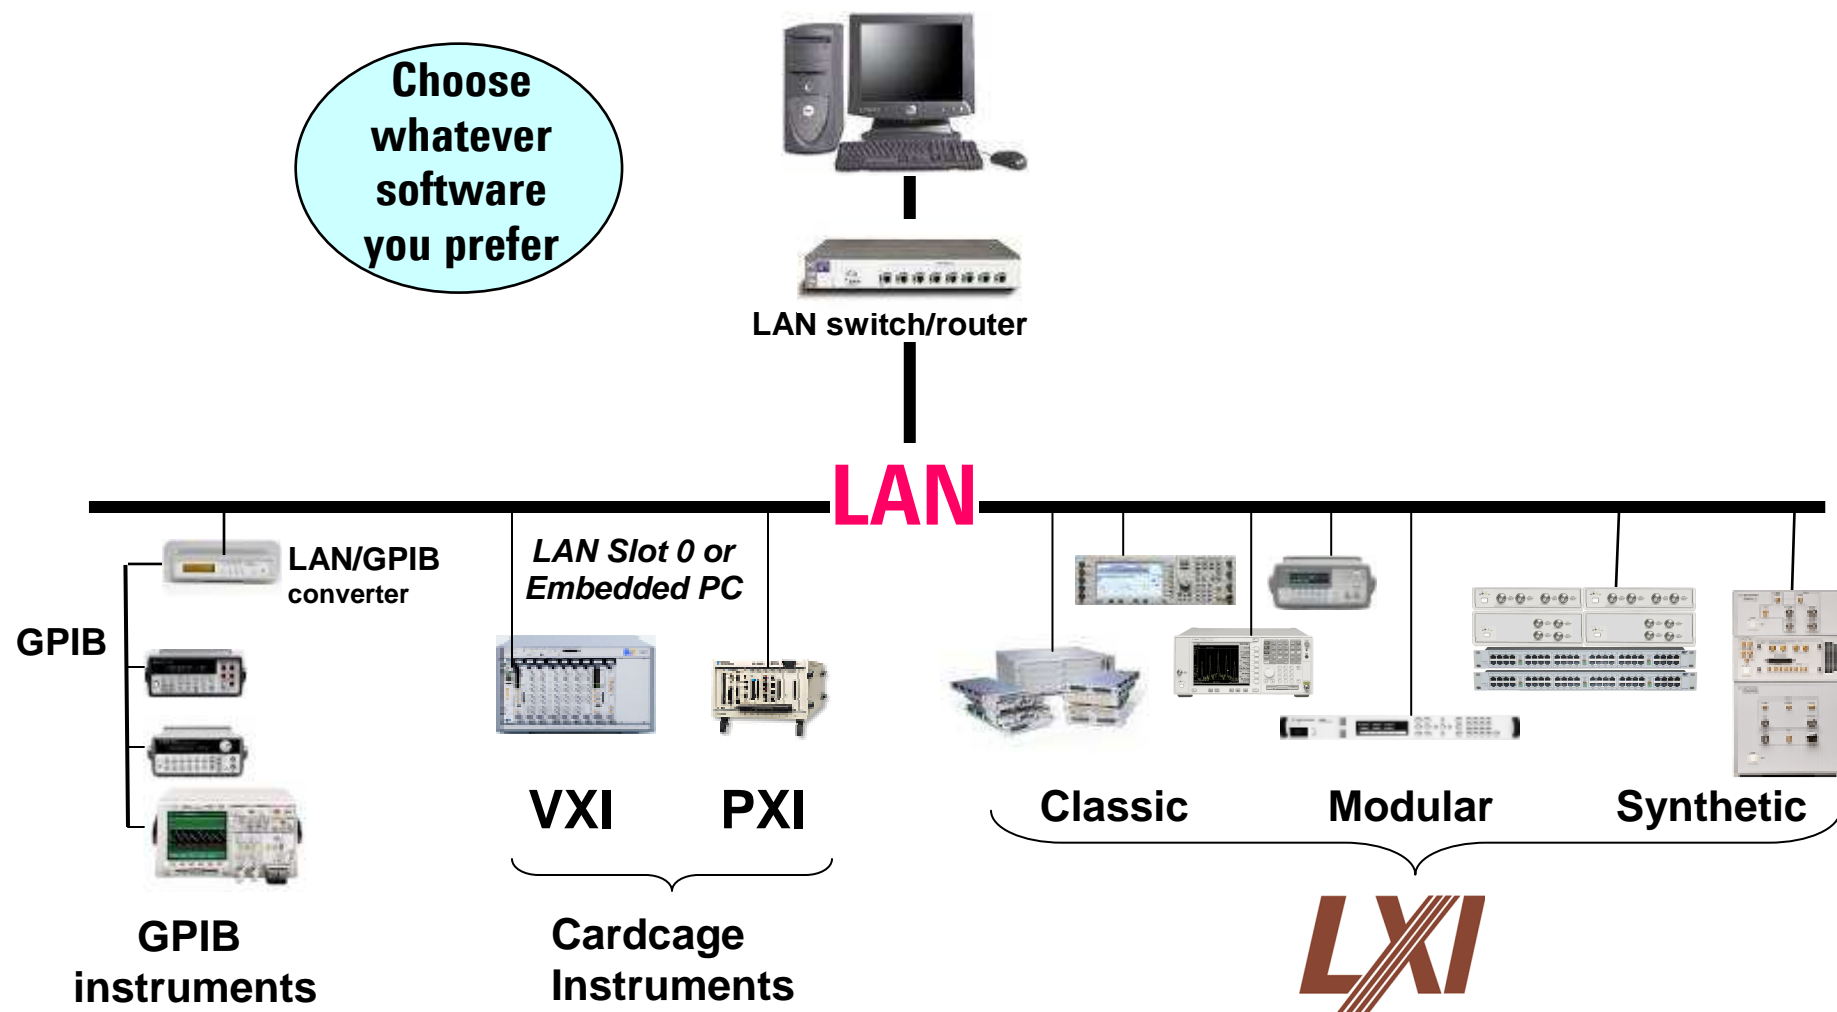 Choose
whatever
software
you prefer
LAN switch/router
LAN
LAN/GPIB
converter
LAN Slot 0 or
Embedded PC
GPIB
VXI
PXI
Classic
Modular
Synthetic
GPIB
instruments
Cardcage
Instruments
LXI